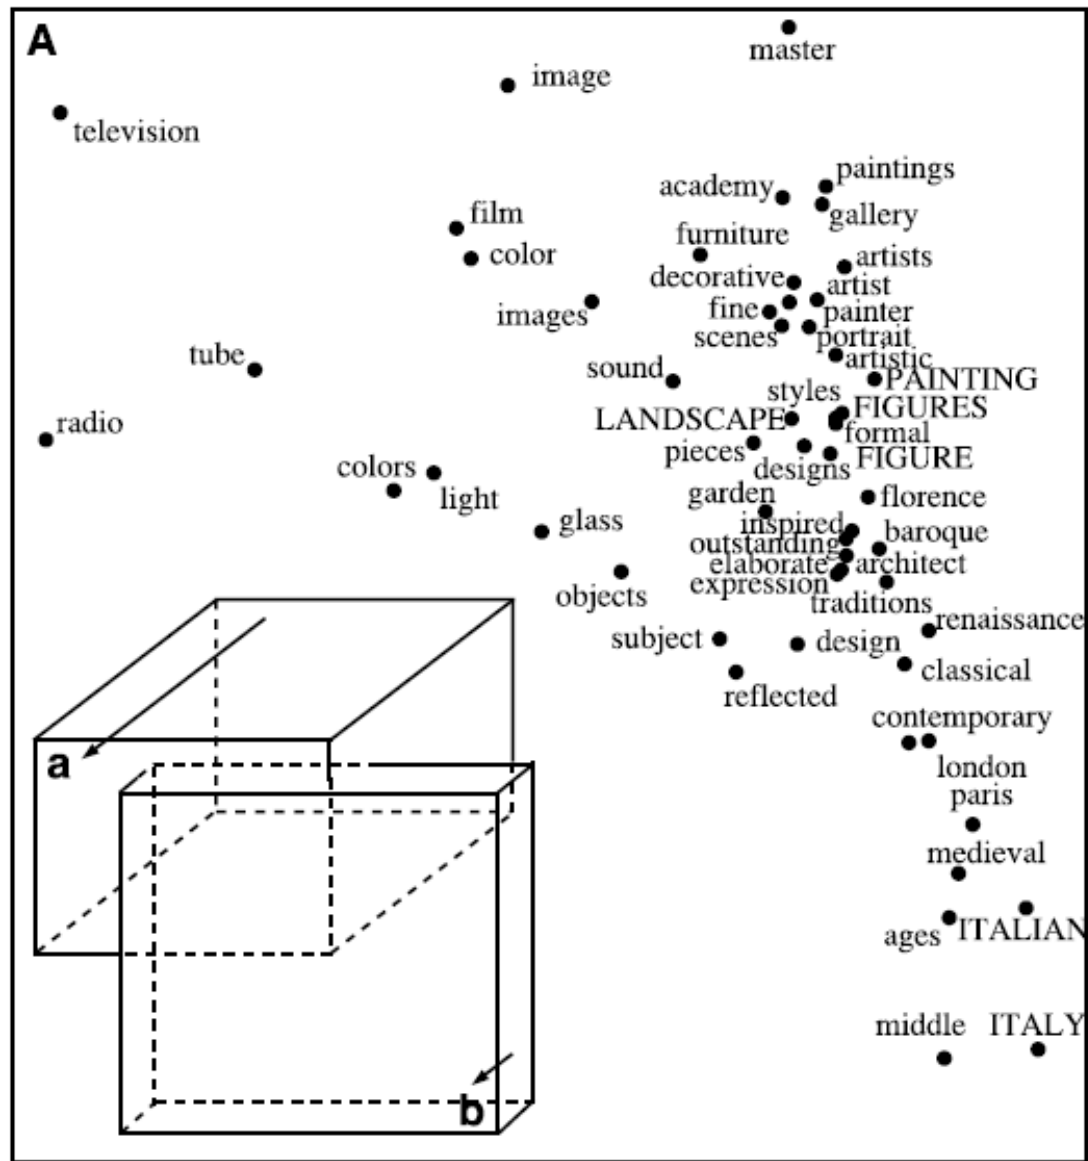 A
master
image
television
paintings
academy
gallery
film
furniture
color
artists
decorative
artist
fine
painter
images
scenes
portrait
tube
artistic
sound
PAINTING
styles
FIGURES
LANDSCAPE
radio
formal
pieces
FIGURE
colors
designs
light
garden
florence
glass
inspired
baroque
outstanding
elaborate
architect
expression
objects
traditions
renaissance
subject
design
classical
reflected
contemporary
a
london
paris
medieval
ages
ITALIAN
middle
ITALY
b